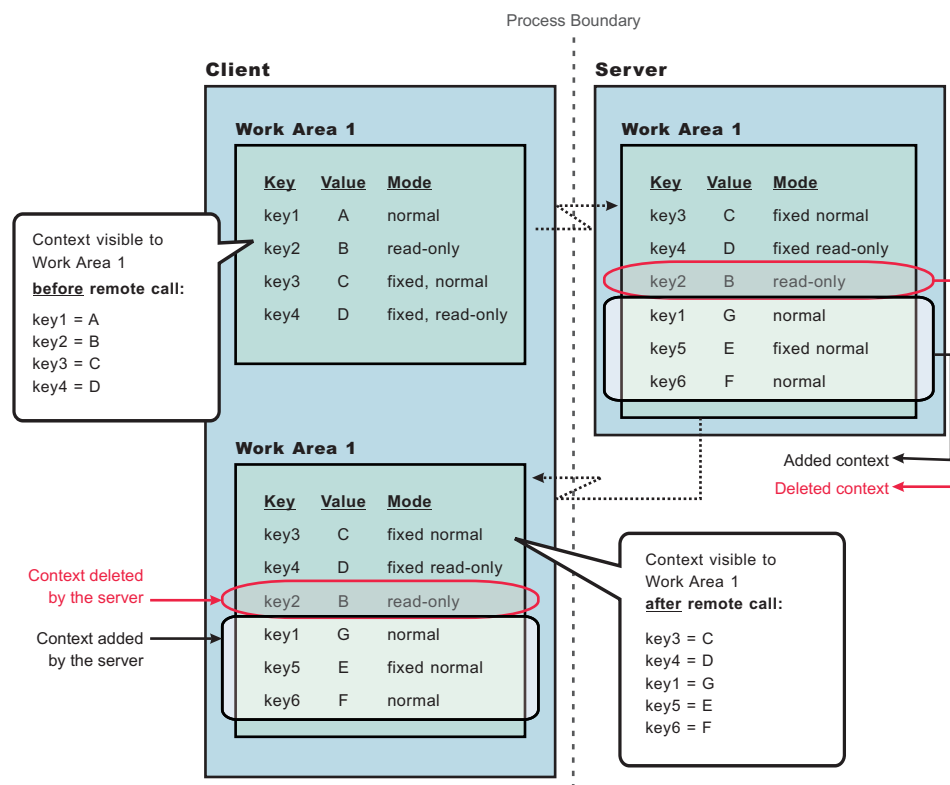 Process Boundary
Client
Work Area 1
Key Value Mode
key1 A normal
key2 B read-only
key3 C fixed, normal
key4 D fixed, read-only
Context visible to
Work Area 1
before remote call:
key1 = A
key2 = B
key3 = C
key4 = D
Server
Work Area 1
Key Value Mode
key3 C fixed normal
key4 D fixed read-only
key2 B read-only
key1 G normal
key5 E fixed normal
key6 F normal
Added context
Deleted context
Work Area 1
Key Value Mode
key3 C fixed normal
key4 D fixed read-only
key2 B read-only
key1 G normal
key5 E fixed normal
key6 F normal
Context deleted
by the server
Context added
by the server
Context visible to
Work Area 1
after remote call:
key3 = C
key4 = D
key1 = G
key5 = E
key6 = F